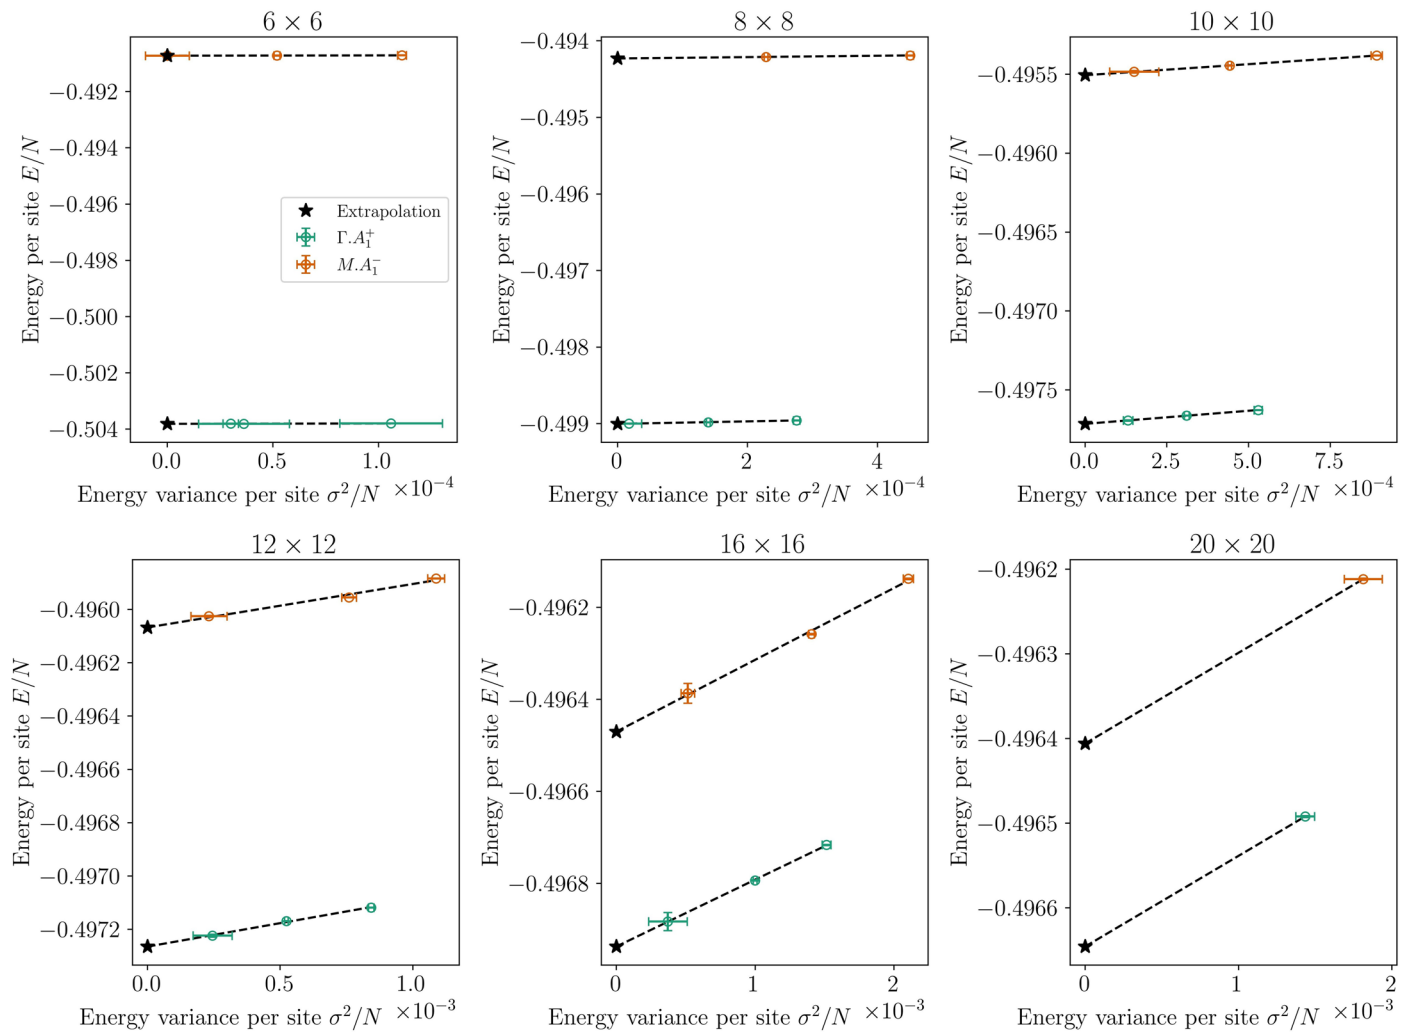 6 × 6
−0.492
−0.494
−0.496
−0.498
−0.500
−0.502
−0.504
Energy per site E/N
Extrapolation
Γ.A₁⁺
M.A₁⁻
0.0 0.5 1.0
Energy variance per site σ²/N ×10⁻⁴
8 × 8
−0.494
−0.495
−0.496
−0.497
−0.498
−0.499
Energy per site E/N
0 2 4
Energy variance per site σ²/N ×10⁻⁴
10 × 10
−0.4955
−0.4960
−0.4965
−0.4970
−0.4975
Energy per site E/N
0.0 2.5 5.0 7.5
Energy variance per site σ²/N ×10⁻⁴
12 × 12
−0.4960
−0.4962
−0.4964
−0.4966
−0.4968
−0.4970
−0.4972
Energy per site E/N
0.0 0.5 1.0
Energy variance per site σ²/N ×10⁻³
16 × 16
−0.4962
−0.4964
−0.4966
−0.4968
Energy per site E/N
0 1 2
Energy variance per site σ²/N ×10⁻³
20 × 20
−0.4962
−0.4963
−0.4964
−0.4965
−0.4966
Energy per site E/N
0 1 2
Energy variance per site σ²/N ×10⁻³